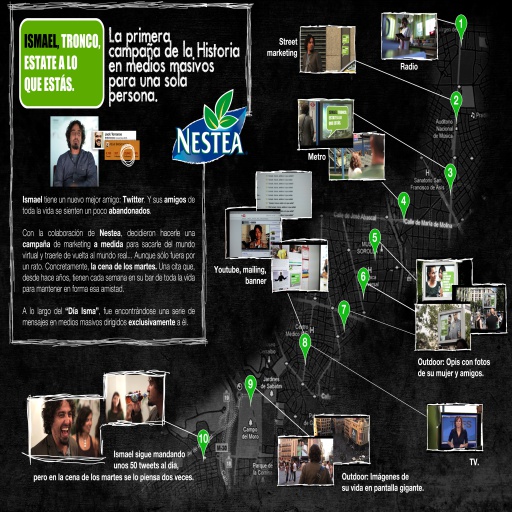 ISMAEL, TRONCO,
ESTATE A LO
QUE ESTÁS.
La primera
campaña de la Historia
en medios masivos
para una sola
persona.
NESTEA
Ismael tiene un nuevo mejor amigo: Twitter. Y sus amigos de
toda la vida se sienten un poco abandonados.
Con la colaboración de Nestea, decidieron hacerle una
campaña de marketing a medida para sacarle del mundo
virtual y traerle de vuelta al mundo real... Aunque sólo fuera por
un rato. Concretamente, la cena de los martes. Una cita que,
desde hace años, tienen cada semana en su bar de toda la vida
para mantener en forma esa amistad.
A lo largo del "Día Isma", fue encontrándose una serie de
mensajes en medios masivos dirigidos exclusivamente a él.
Street
marketing
Radio
1
2
Auditorio
Nacional
de Música
Metro
3
Sanatorio San
Francisco de Asís
4
Calle de José Abascal
Calle de María de Molina
5
6
Youtube, mailing,
banner
7
8
Outdoor: Opis con fotos
de su mujer y amigos.
9
Jardines
de Sabatini
Campo
del Moro
10
Ismael sigue mandando
unos 50 tweets al día,
pero en la cena de los martes se lo piensa dos veces.
Parque de
Outdoor: Imágenes de
su vida en pantalla gigante.
TV.